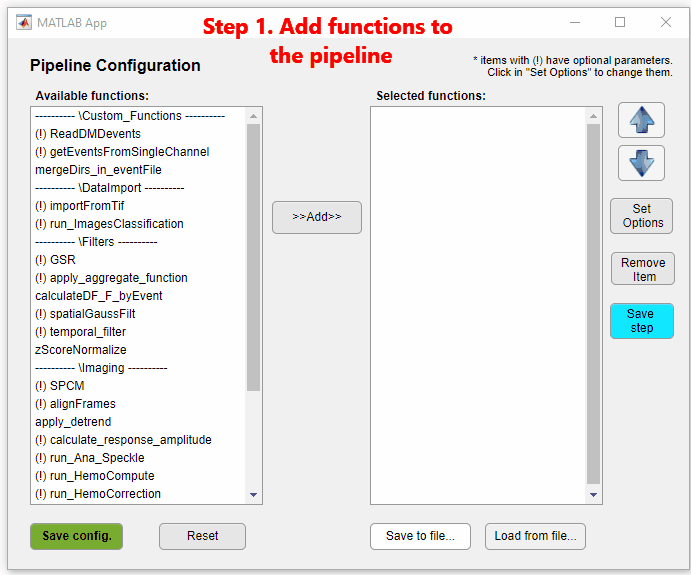 MATLAB App
Step 1. Add functions to
the pipeline
Pipeline Configuration
* items with (!) have optional parameters.
Click in "Set Options" to change them.
Available functions:
---------- \Custom_Functions ----------
(!) ReadDMDevents
(!) getEventsFromSingleChannel
mergeDirs_in_eventFile
---------- \DataImport ----------
(!) importFromTif
(!) run_ImagesClassification
---------- \Filters ----------
(!) GSR
(!) apply_aggregate_function
calculateDF_F_byEvent
(!) spatialGaussFilt
(!) temporal_filter
zScoreNormalize
---------- \Imaging ----------
(!) SPCM
(!) alignFrames
apply_detrend
(!) calculate_response_amplitude
(!) run_Ana_Speckle
(!) run_HemoCompute
(!) run_HemoCorrection
>>Add>>
Selected functions:
Set
Options
Remove
Item
Save
step
Save config.
Reset
Save to file...
Load from file...